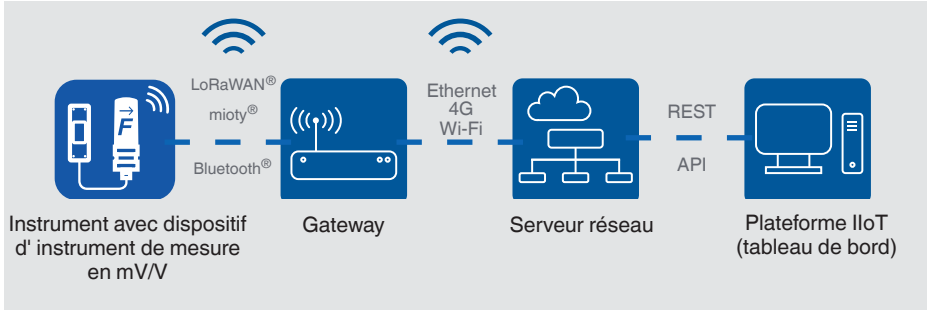 LoRaWAN®
mioty®
Bluetooth®
Ethernet
4G
Wi-Fi
REST
API
F
Instrument avec dispositif
d' instrument de mesure
en mV/V
Gateway
Serveur réseau
Plateforme IIoT
(tableau de bord)